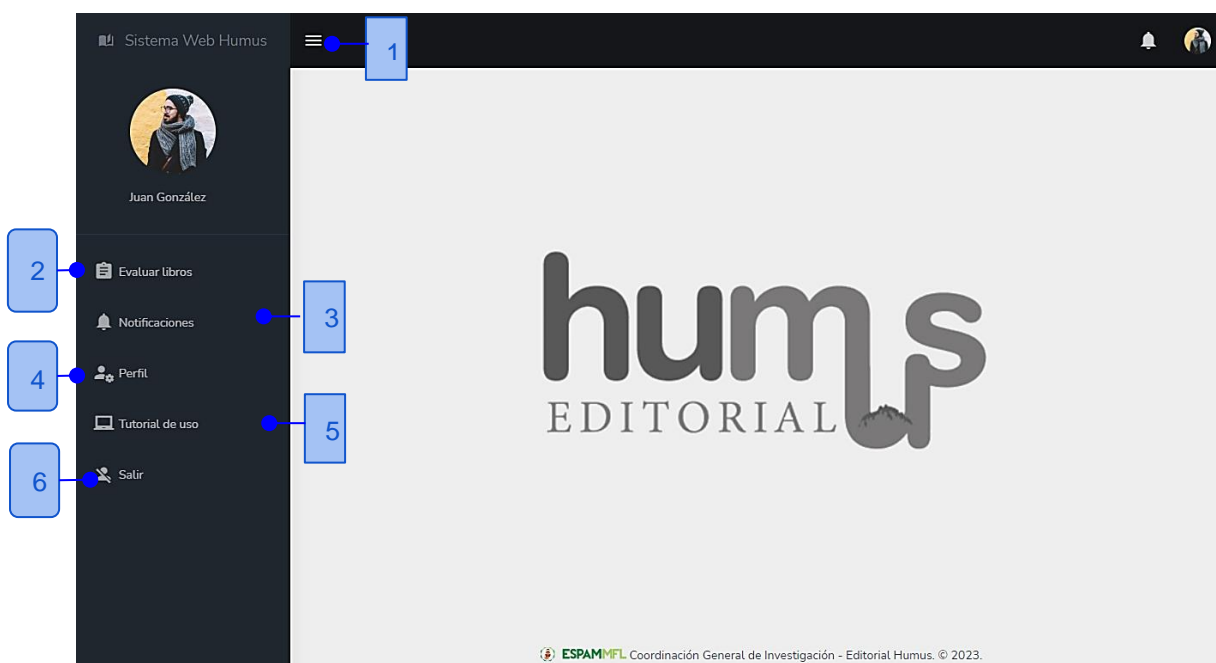 Sistema Web Humus
1
Juan González
2
Evaluar libros
Notificaciones
3
4
Perfil
Tutorial de uso
5
6
Salir
humus
EDITORIAL
ESPAMMFL Coordinación General de Investigación - Editorial Humus. © 2023.